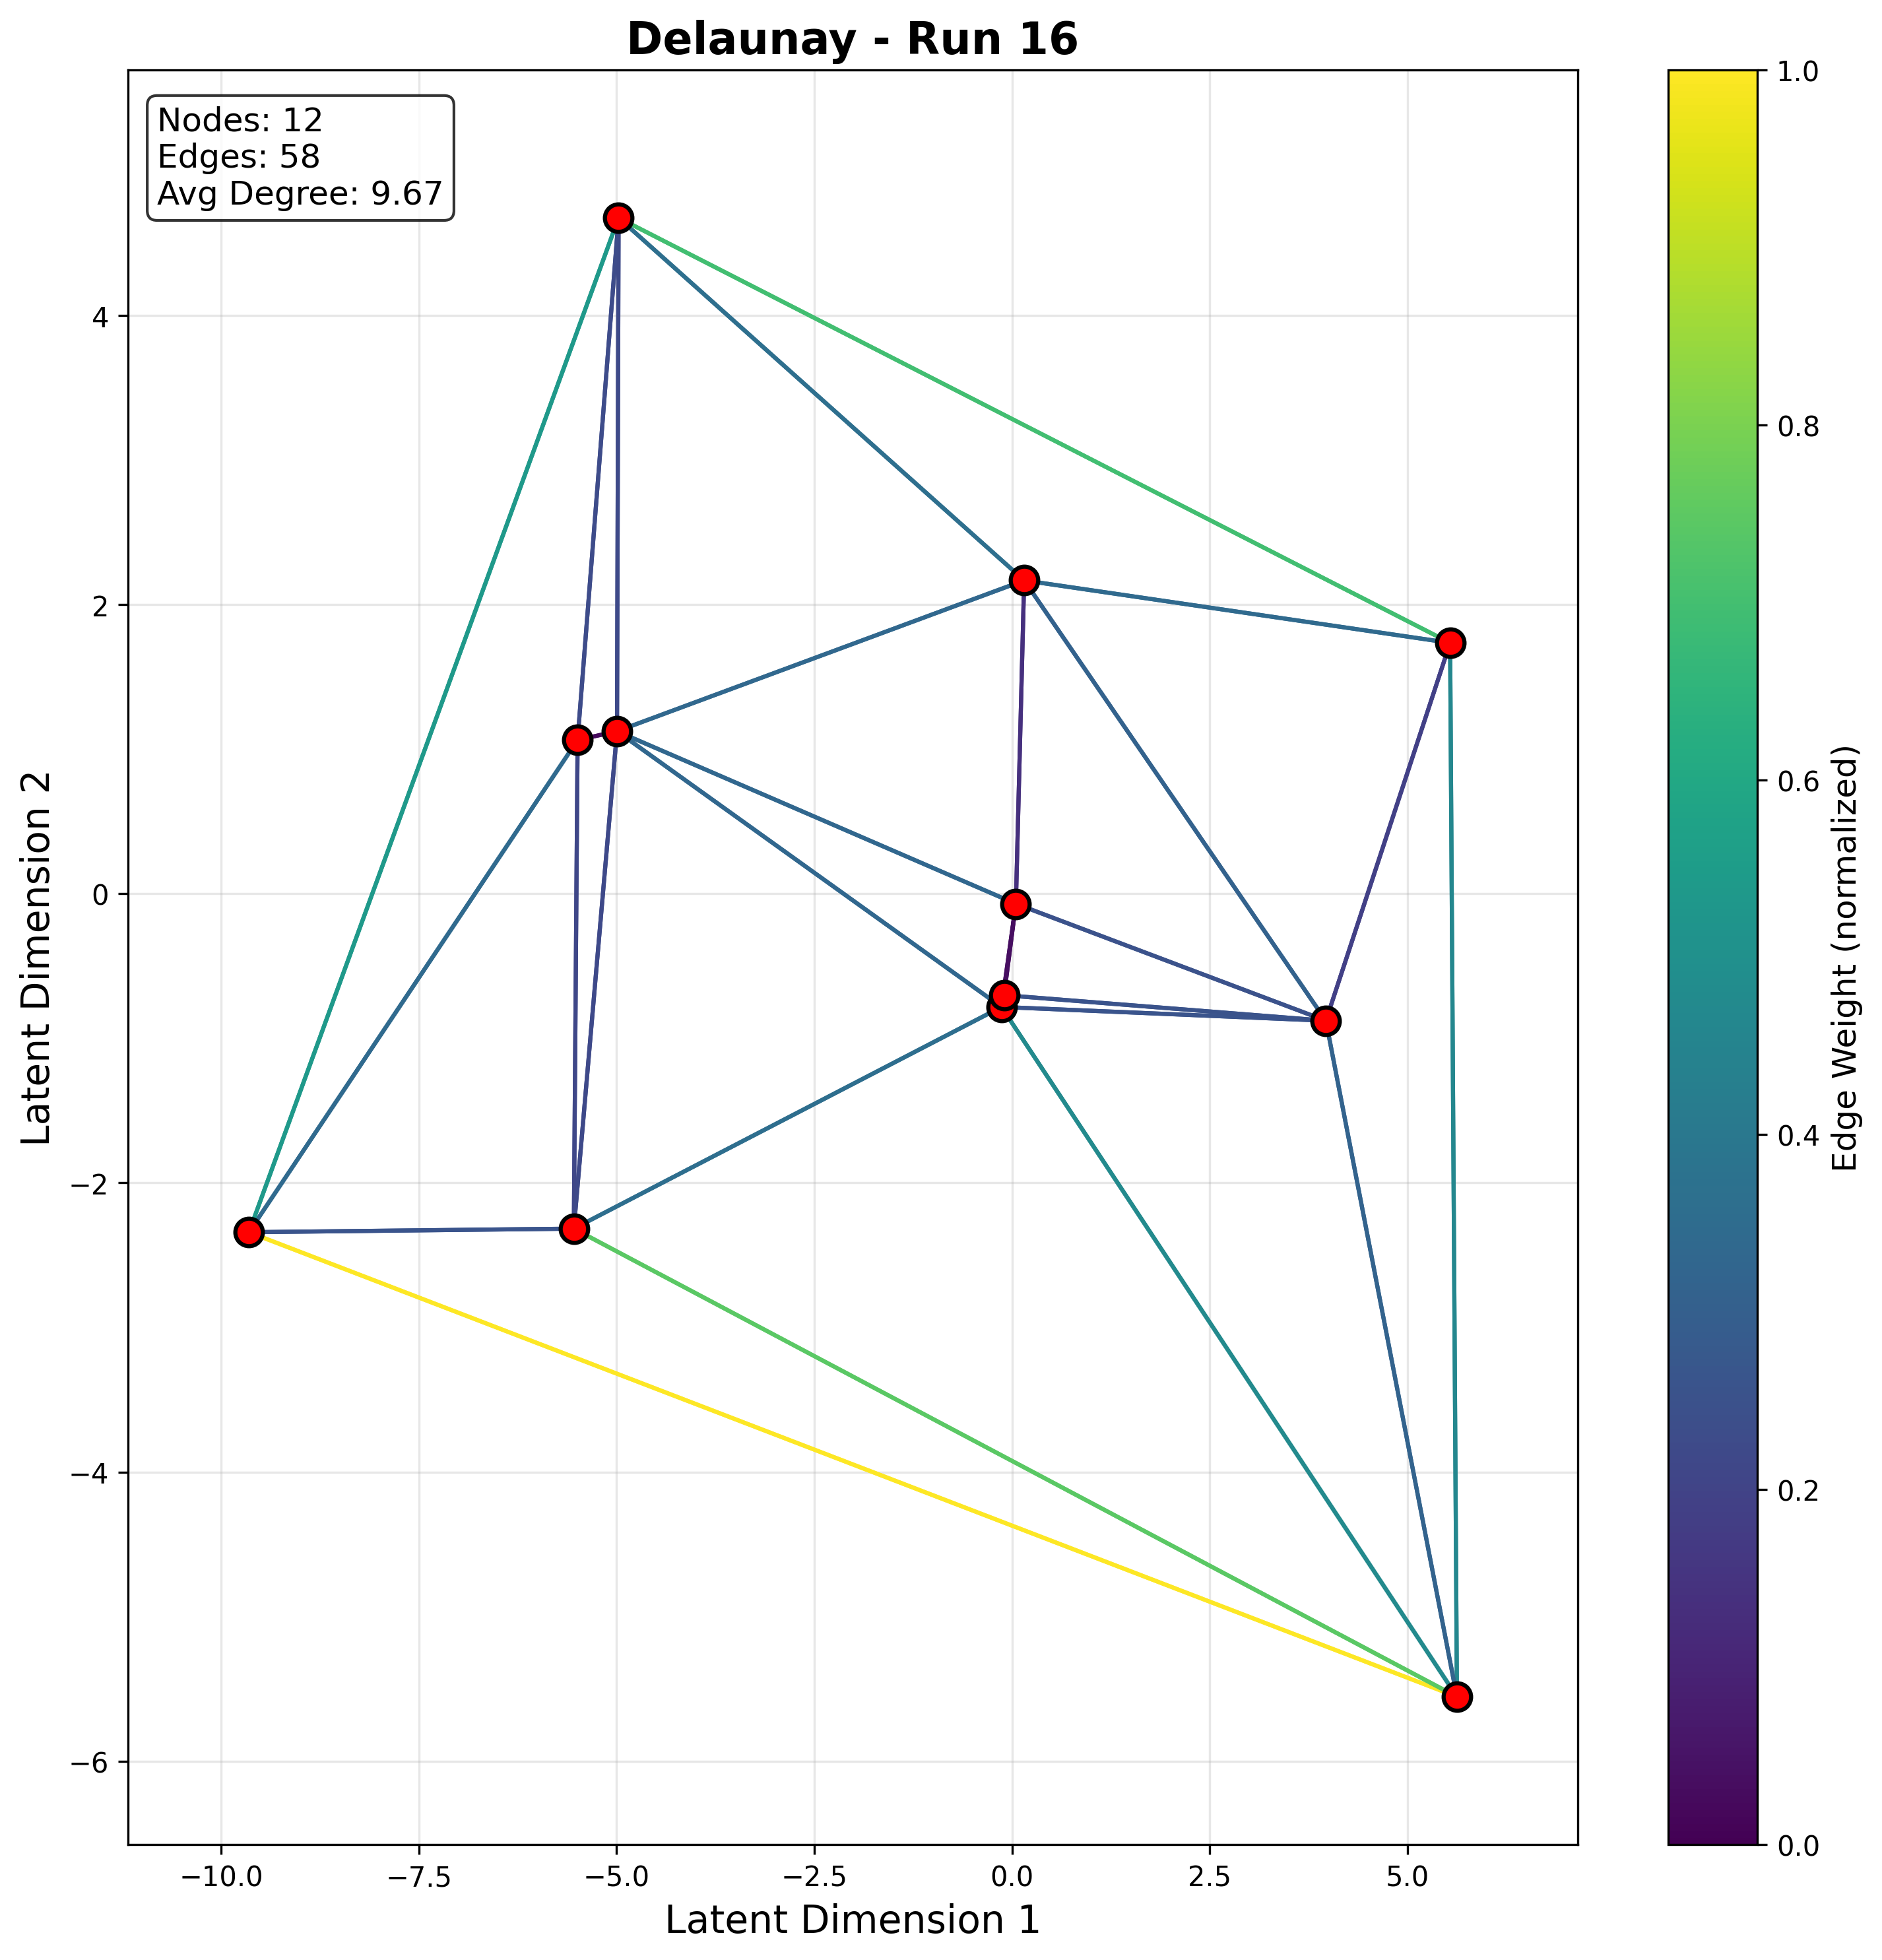 Delaunay - Run 16
Nodes: 12
Edges: 58
Avg Degree: 9.67
4
2
0
−2
−4
−6
Latent Dimension 2
−10.0
−7.5
−5.0
−2.5
0.0
2.5
5.0
Latent Dimension 1
1.0
0.8
0.6
0.4
0.2
0.0
Edge Weight (normalized)